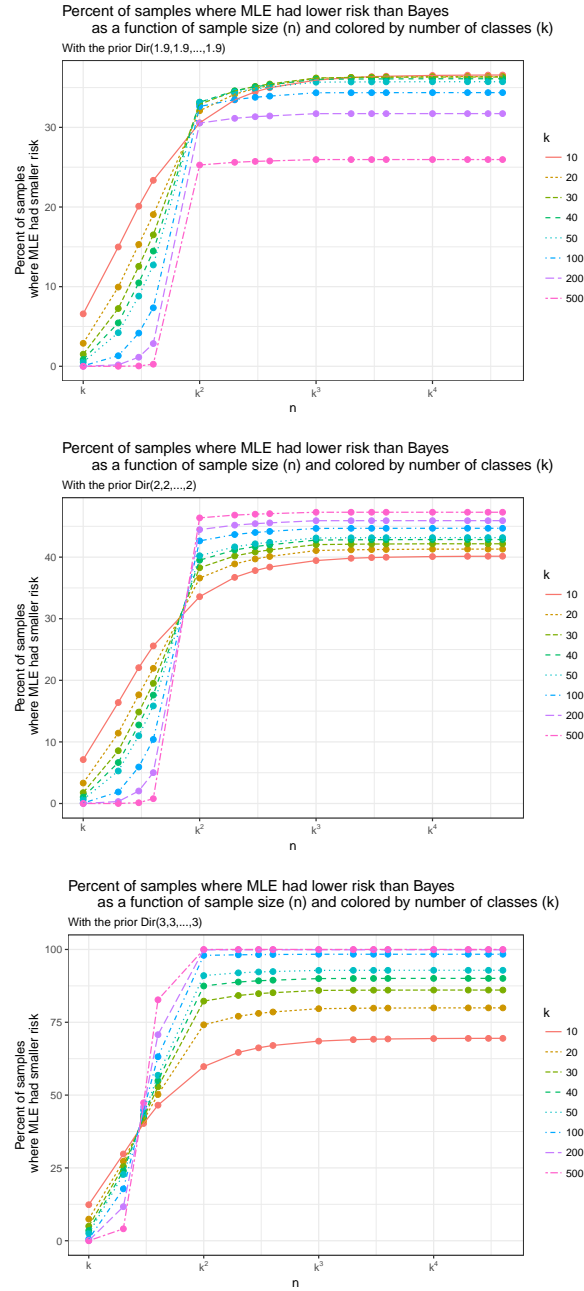 Percent of samples where MLE had lower risk than Bayes
as a function of sample size (n) and colored by number of classes (k)
With the prior Dir(1.9,1.9,...,1.9)
Percent of samples
where MLE had smaller risk
30
20
10
0
k
k²
k³
k⁴
n
k
10
20
30
40
50
100
200
500
Percent of samples where MLE had lower risk than Bayes
as a function of sample size (n) and colored by number of classes (k)
With the prior Dir(2,2,...,2)
Percent of samples
where MLE had smaller risk
40
30
20
10
0
k
k²
k³
k⁴
n
k
10
20
30
40
50
100
200
500
Percent of samples where MLE had lower risk than Bayes
as a function of sample size (n) and colored by number of classes (k)
With the prior Dir(3,3,...,3)
Percent of samples
where MLE had smaller risk
100
75
50
25
0
k
k²
k³
k⁴
n
k
10
20
30
40
50
100
200
500